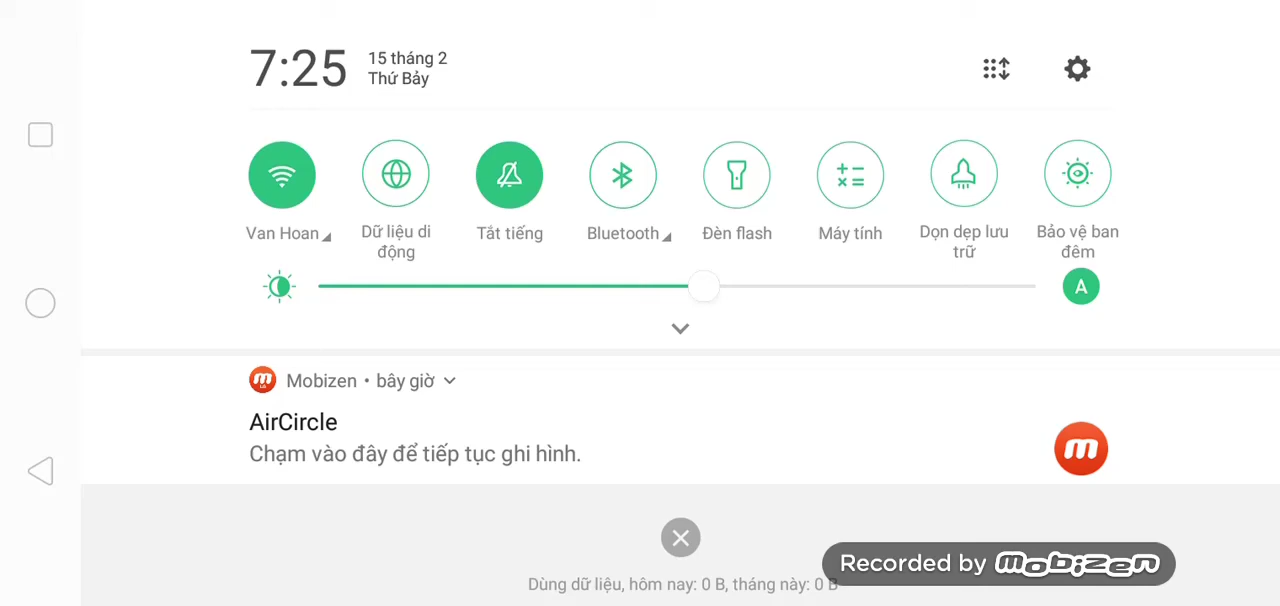 7:25
15 tháng 2
Thứ Bảy
Van Hoan
Dữ liệu di
động
Tắt tiếng
Bluetooth
Đèn flash
Máy tính
Dọn dẹp lưu
trữ
Bảo vệ ban
đêm
A
m Mobizen • bây giờ
AirCircle
Chạm vào đây để tiếp tục ghi hình.
m
Recorded by mobizen
Dùng dữ liệu, hôm nay: 0 B, tháng này: 0 B